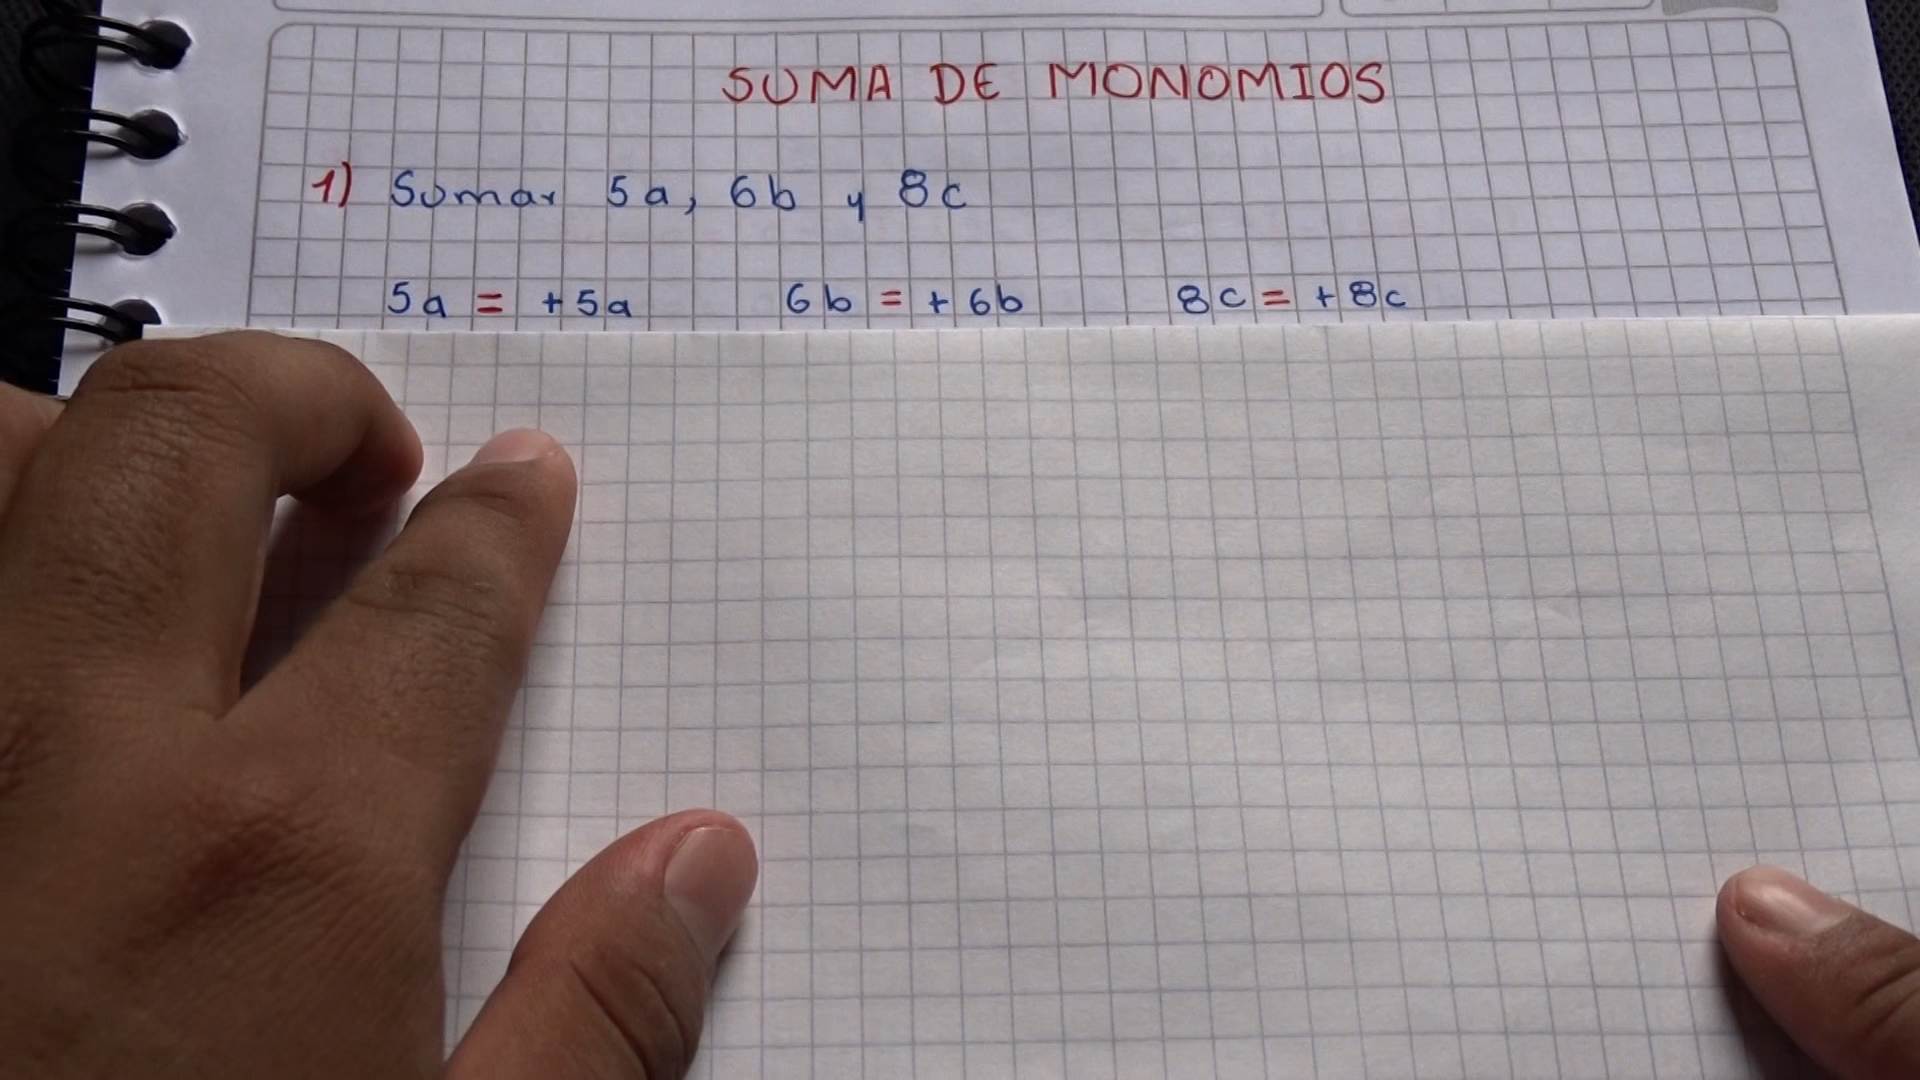 SUMA DE MONOMIOS
1) Sumar 5a, 6b y 8c
5a = +5a 6b = +6b 8c = +8c